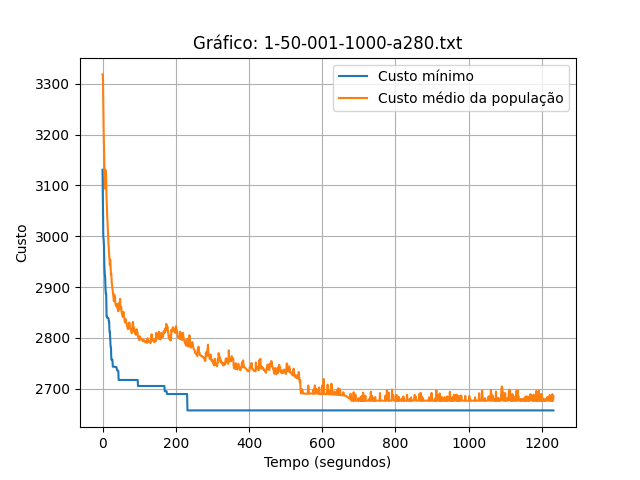 Gráfico: 1-50-001-1000-a280.txt
Custo mínimo
Custo médio da população
Custo
3300
3200
3100
3000
2900
2800
2700
0 200 400 600 800 1000 1200
Tempo (segundos)